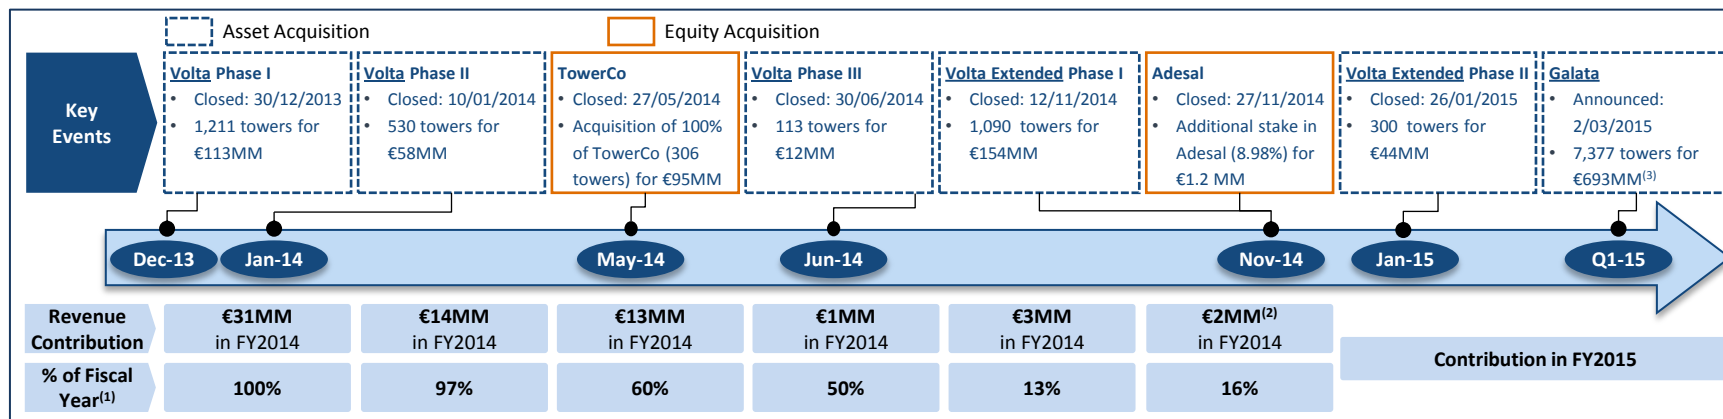 Asset Acquisition
Equity Acquisition
Key
Events
Volta Phase I
• Closed: 30/12/2013
• 1,211 towers for
€113MM
Volta Phase II
• Closed: 10/01/2014
• 530 towers for
€58MM
TowerCo
• Closed: 27/05/2014
• Acquisition of 100%
of TowerCo (306
towers) for €95MM
Volta Phase III
• Closed: 30/06/2014
• 113 towers for
€12MM
Volta Extended Phase I
• Closed: 12/11/2014
• 1,090 towers for
€154MM
Adesal
• Closed: 27/11/2014
• Additional stake in
Adesal (8.98%) for
€1.2 MM
Volta Extended Phase II
• Closed: 26/01/2015
• 300 towers for
€44MM
Galata
• Announced:
2/03/2015
• 7,377 towers for
€693MM(3)
Dec-13
Jan-14
May-14
Jun-14
Nov-14
Jan-15
Q1-15
Revenue
Contribution
€31MM
in FY2014
€14MM
in FY2014
€13MM
in FY2014
€1MM
in FY2014
€3MM
in FY2014
€2MM(2)
in FY2014
Contribution in FY2015
% of Fiscal
Year(1)
100%
97%
60%
50%
13%
16%